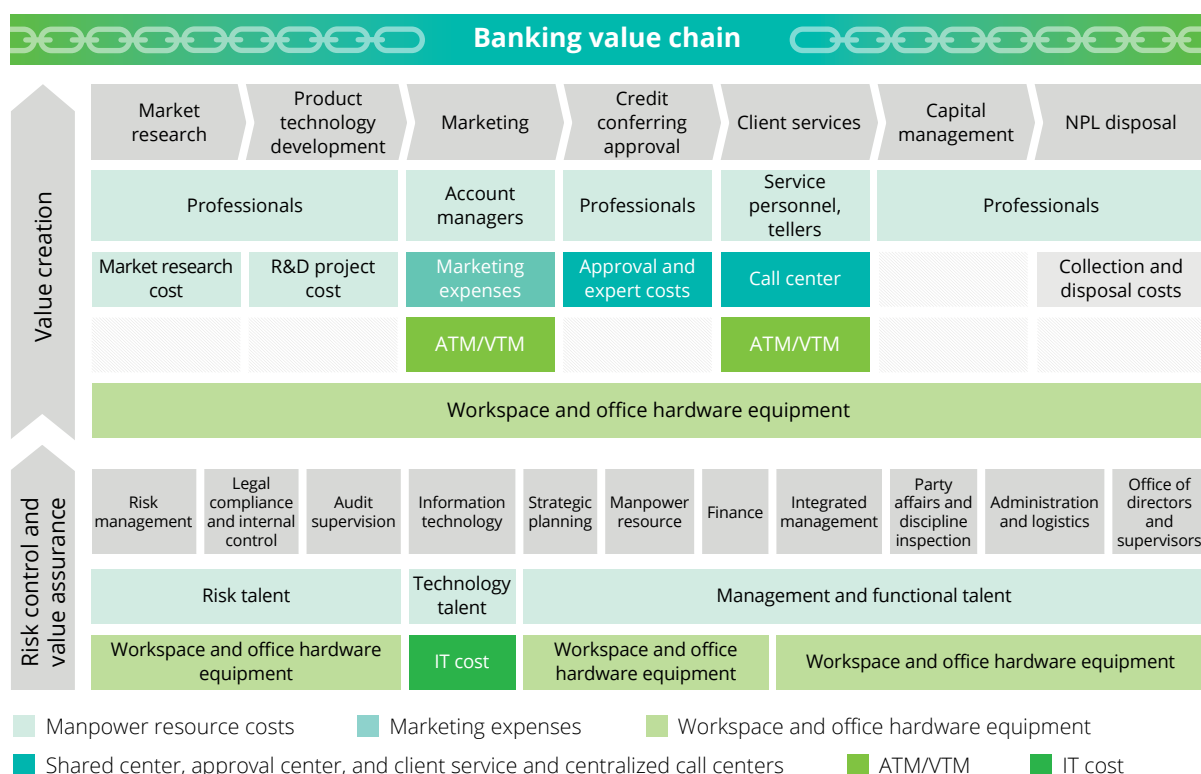 Banking value chain
Value creation
Market
research
Product
technology
development
Marketing
Credit
conferring
approval
Client services
Capital
management
NPL disposal
Professionals
Account
managers
Professionals
Service
personnel,
tellers
Professionals
Market research
cost
R&D project
cost
Marketing
expenses
Approval and
expert costs
Call center
Collection and
disposal costs
ATM/VTM
ATM/VTM
Workspace and office hardware equipment
Risk control and
value assurance
Risk
management
Legal
compliance
and internal
control
Audit
supervision
Information
technology
Strategic
planning
Manpower
resource
Finance
Integrated
management
Party
affairs and
discipline
inspection
Administration
and logistics
Office of
directors
and
supervisors
Risk talent
Technology
talent
Management and functional talent
Workspace and office hardware
equipment
IT cost
Workspace and office
hardware equipment
Workspace and office hardware equipment
Manpower resource costs
Marketing expenses
Workspace and office hardware equipment
Shared center, approval center, and client service and centralized call centers
ATM/VTM
IT cost